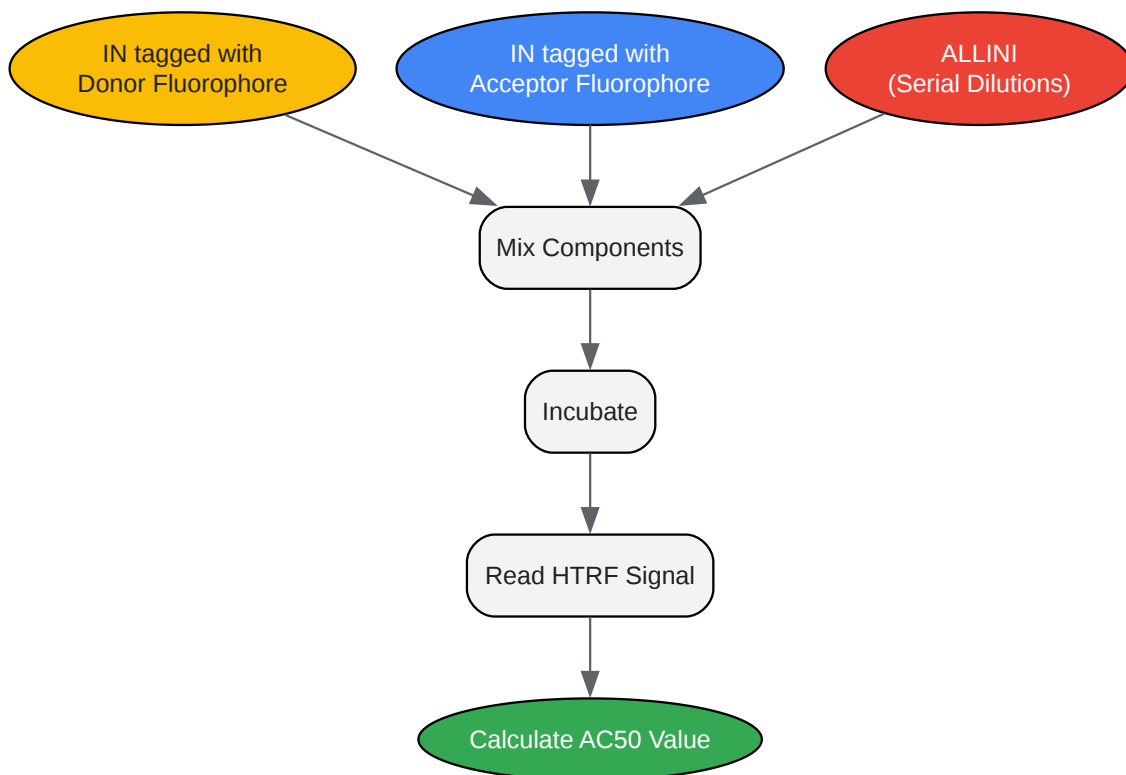 IN tagged with
Donor Fluorophore
IN tagged with
Acceptor Fluorophore
ALLINI
(Serial Dilutions)
Mix Components
Incubate
Read HTRF Signal
Calculate AC50 Value